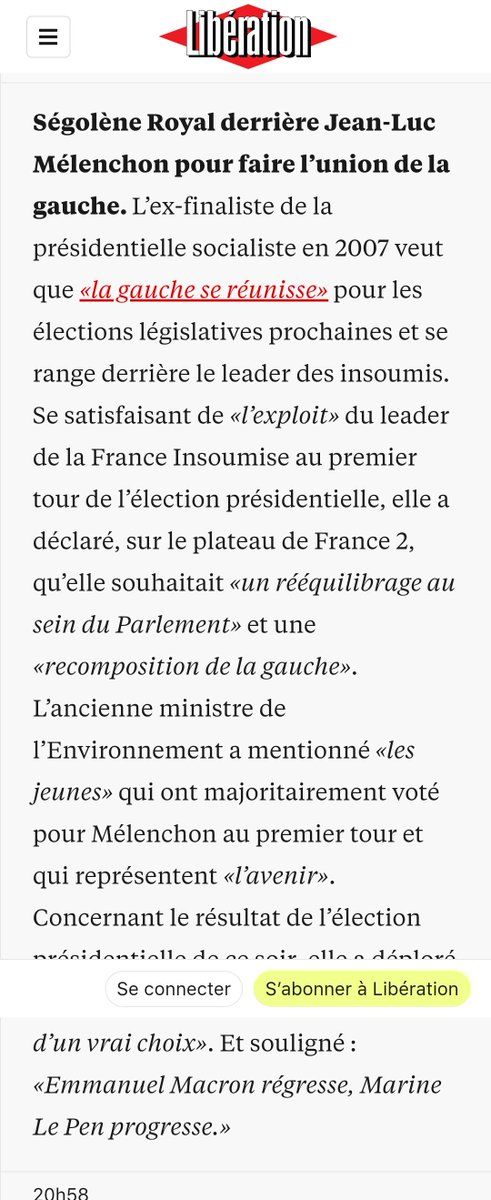 Libération
Ségolène Royal derrière Jean-Luc
Mélenchon pour faire l’union de la
gauche. L’ex-finaliste de la
présidentielle socialiste en 2007 veut
que «la gauche se réunisse» pour les
élections législatives prochaines et se
range derrière le leader des insoumis.
Se satisfaisant de «l’exploit» du leader
de la France Insoumise au premier
tour de l’élection présidentielle, elle a
déclaré, sur le plateau de France 2,
qu’elle souhaitait «un rééquilibrage au
sein du Parlement» et une
«recomposition de la gauche».
L’ancienne ministre de
l’Environnement a mentionné «les
jeunes» qui ont majoritairement voté
pour Mélenchon au premier tour et
qui représentent «l’avenir».
Concernant le résultat de l’élection
présidentielle de ce soir, elle a déploré
Se connecter
S’abonner à Libération
d’un vrai choix». Et souligné :
«Emmanuel Macron régresse, Marine
Le Pen progresse.»
20h58